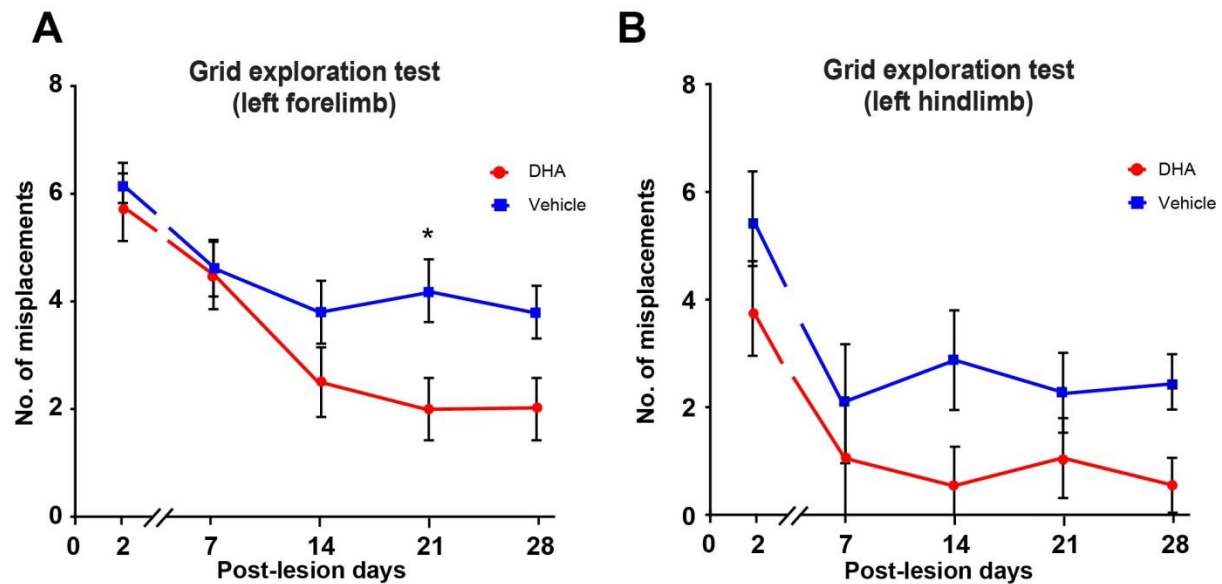 A
Grid exploration test
(left forelimb)
8
6
4
2
0
No. of misplacements
DHA
Vehicle
*
0 2 7 14 21 28
Post-lesion days
B
Grid exploration test
(left hindlimb)
8
6
4
2
0
No. of misplacements
DHA
Vehicle
0 2 7 14 21 28
Post-lesion days